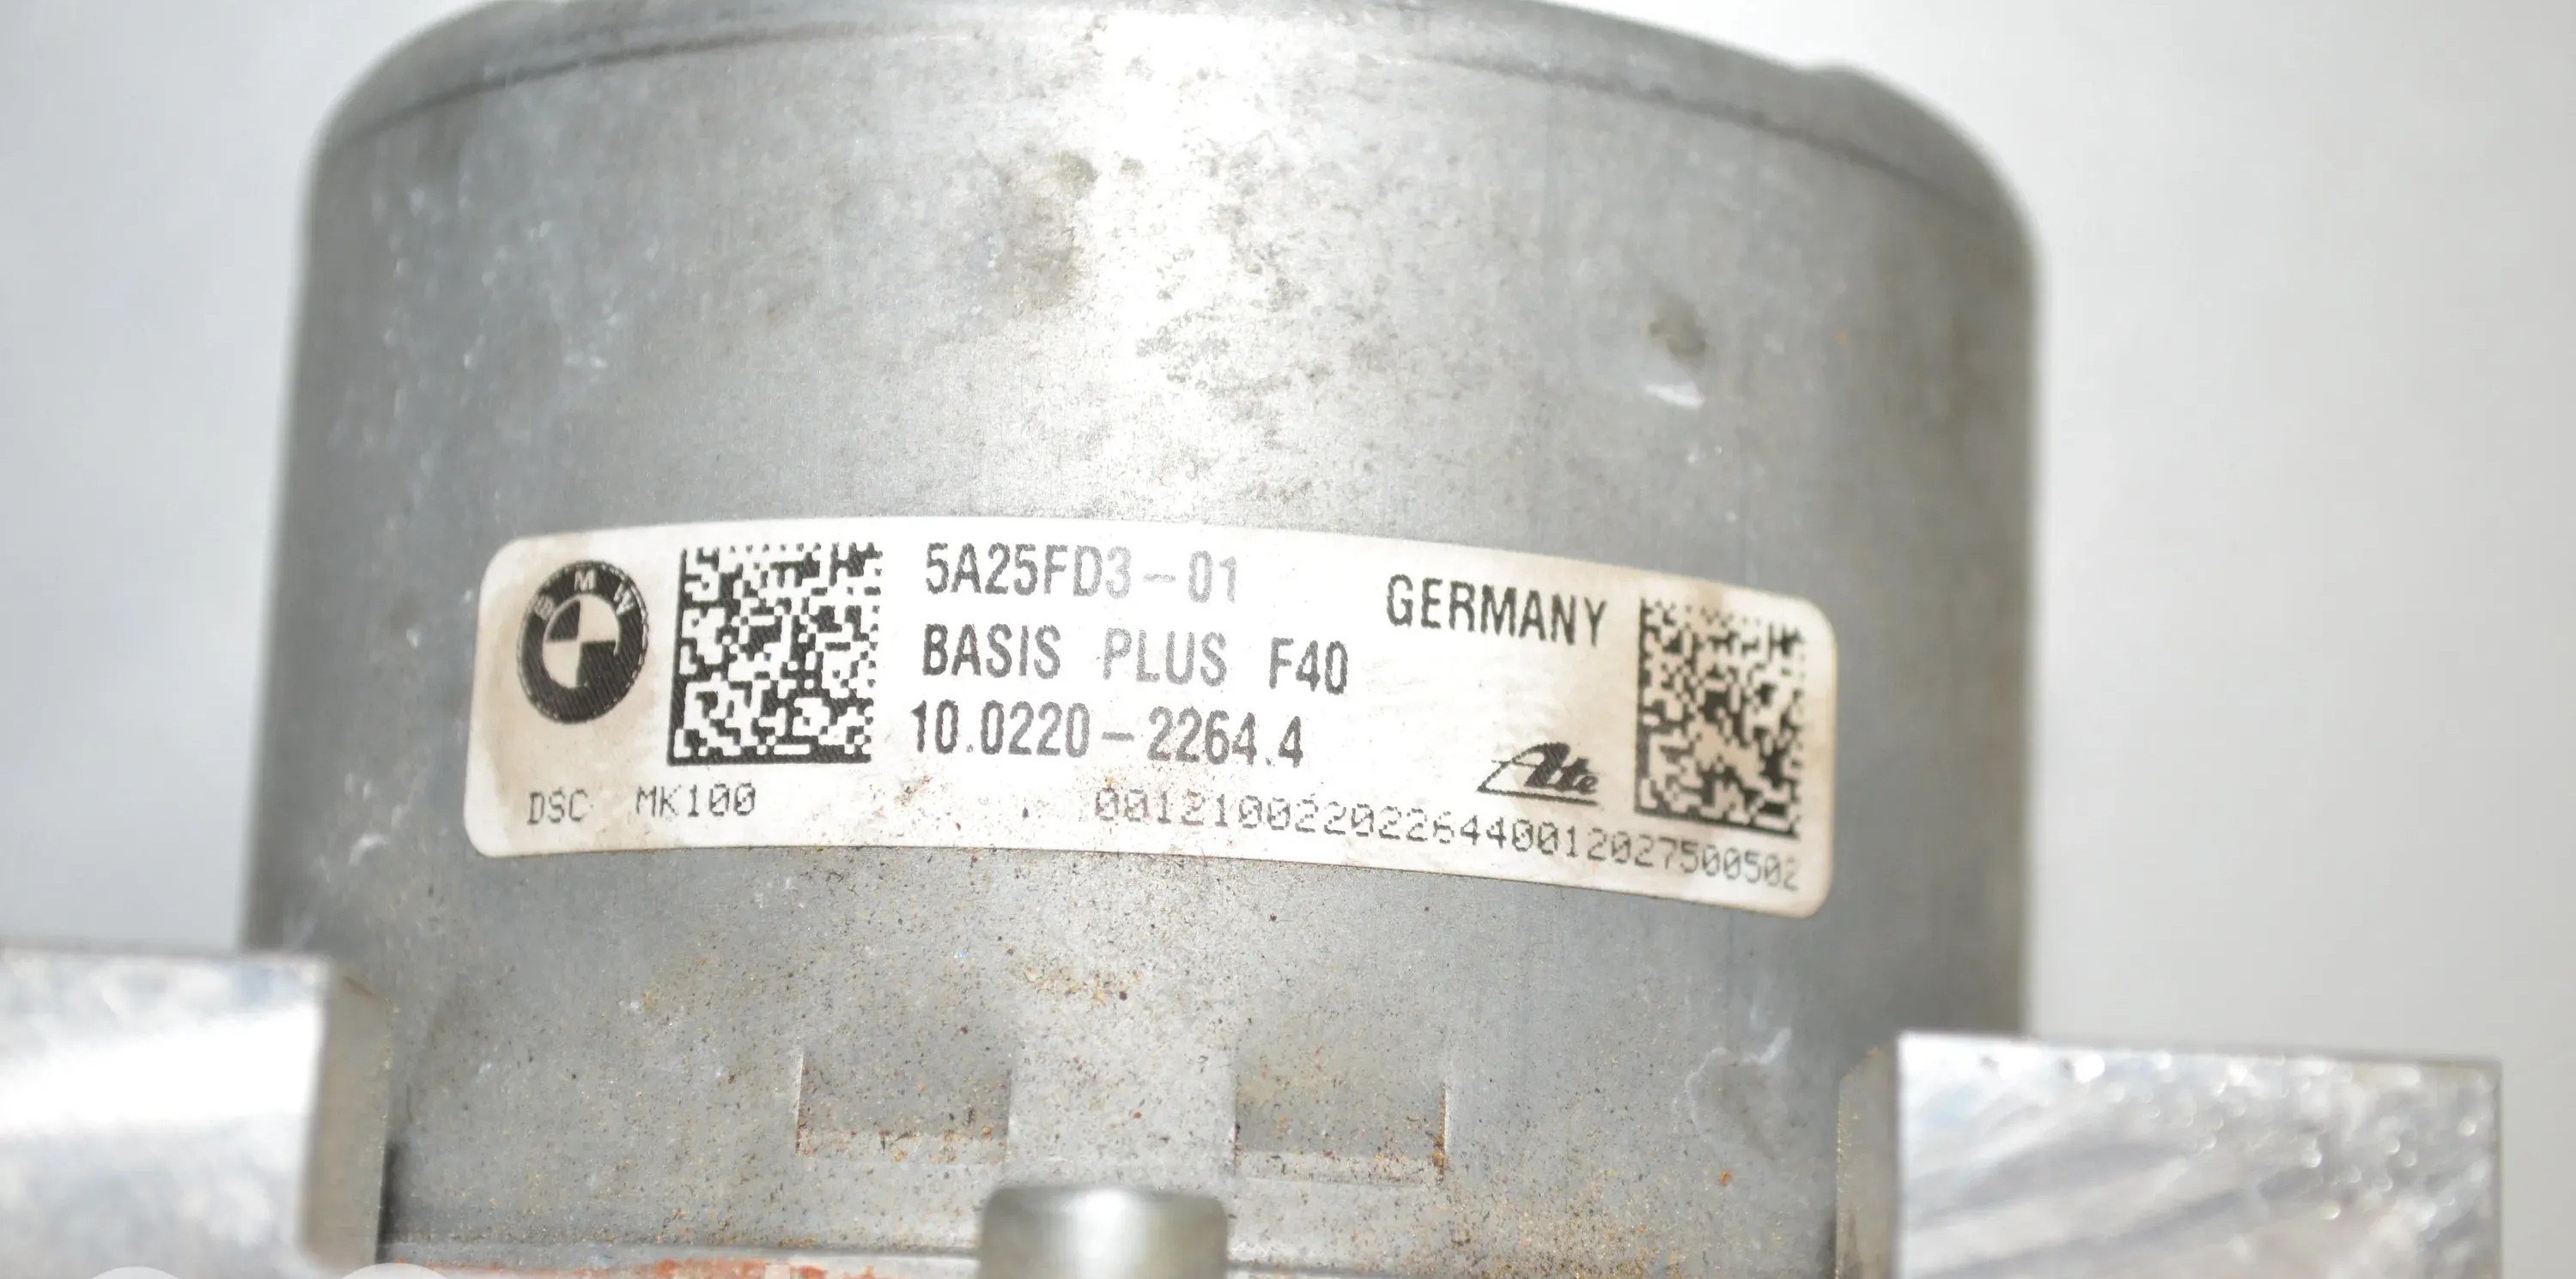 BMW
5A25FD3-01
GERMANY
BASIS PLUS F40
10.0220-2264.4
Ate
DSC MK100
0012100220226440012027500502